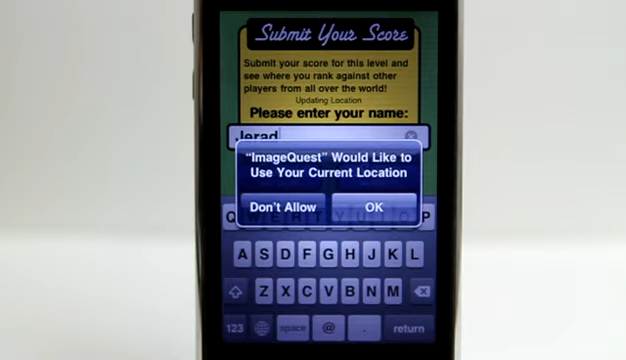 Submit Your Score
Submit your score for this level and
see where you rank against other
players from all over the world!
Updating Location
Please enter your name:
Jerad
"ImageQuest" Would Like to
Use Your Current Location
Don't Allow OK
Q W E R T Y U I O P
A S D F G H J K L
Z X C V B N M
123 space @ . return